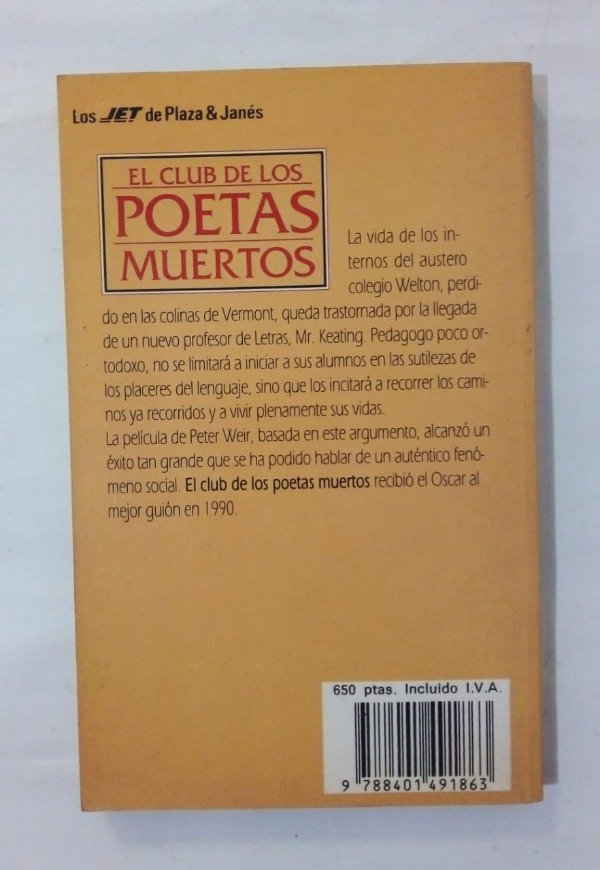 Los JET de Plaza & Janés
EL CLUB DE LOS
POETAS
MUERTOS
La vida de los in-
ternos del austero
colegio Welton, perdi-
do en las colinas de Vermont, queda trastornada por la llegada
de un nuevo profesor de Letras, Mr. Keating. Pedagogo poco or-
todoxo, no se limitará a iniciar a sus alumnos en las sutilezas de
los placeres del lenguaje, sino que los incitará a recorrer los cami-
nos ya recorridos y a vivir plenamente sus vidas.
La película de Peter Weir, basada en este argumento, alcanzó un
éxito tan grande que se ha podido hablar de un auténtico fenó-
meno social. El club de los poetas muertos recibió el Oscar al
mejor guión en 1990.
650 ptas. Incluido I.V.A.
9 788401 491863